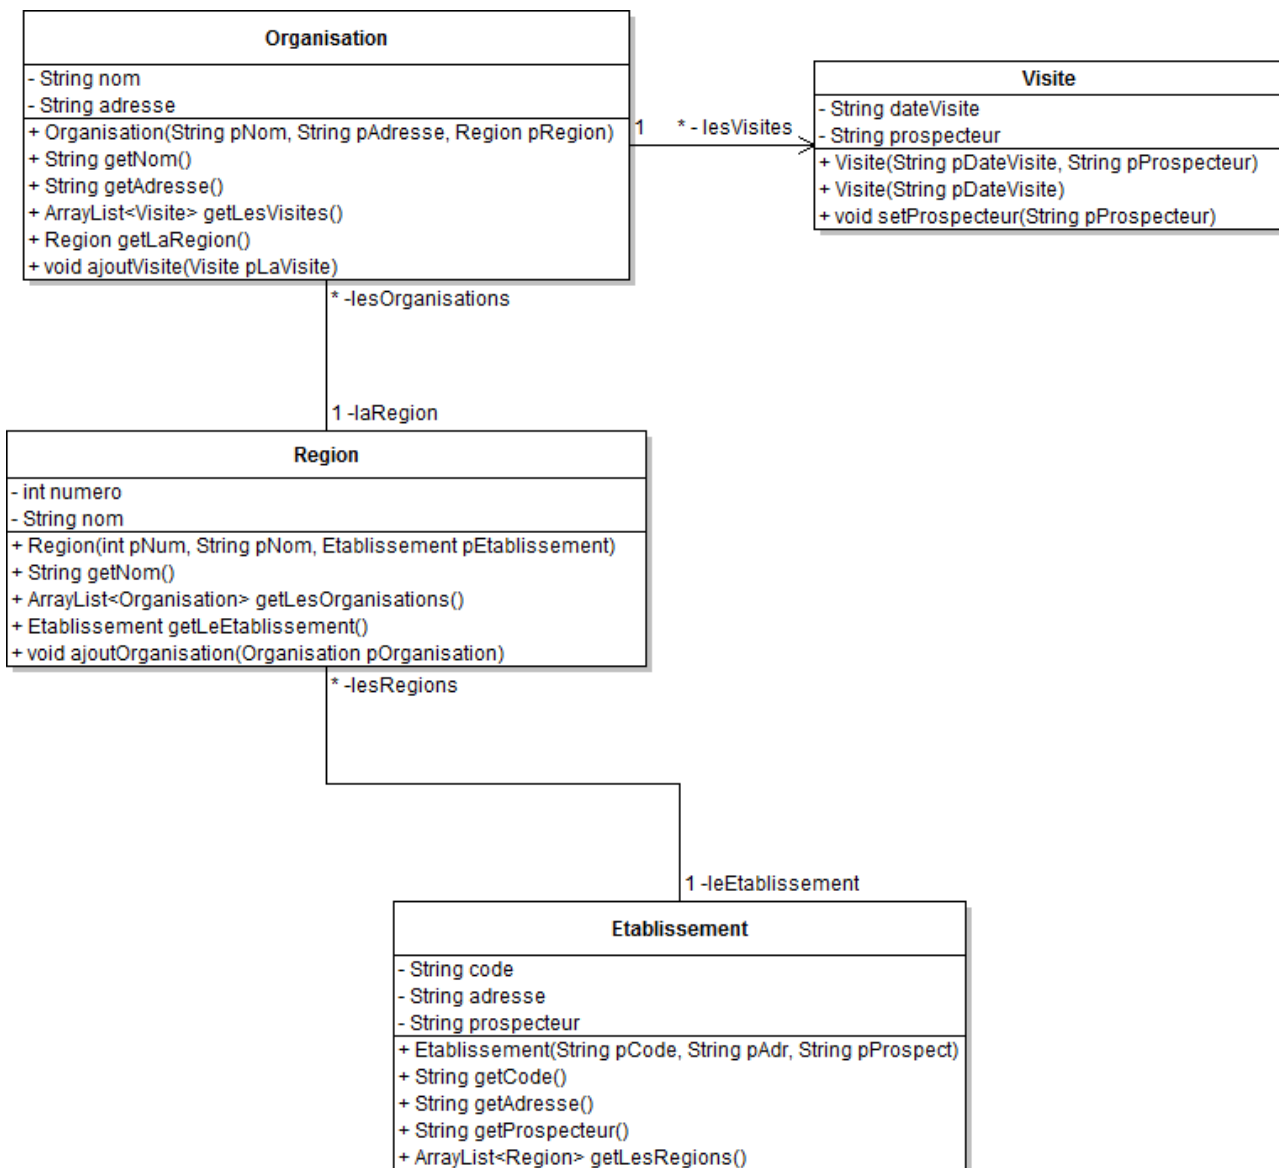 Organisation
- String nom
- String adresse
+ Organisation(String pNom, String pAdresse, Region pRegion)
+ String getNom()
+ String getAdresse()
+ ArrayList<Visite> getLesVisites()
+ Region getLaRegion()
+ void ajoutVisite(Visite pLaVisite)
1 * - lesVisites
Visite
- String dateVisite
- String prospecteur
+ Visite(String pDateVisite, String pProspecteur)
+ Visite(String pDateVisite)
+ void setProspecteur(String pProspecteur)
* -lesOrganisations
1 -laRegion
Region
- int numero
- String nom
+ Region(int pNum, String pNom, Etablissement pEtablissement)
+ String getNom()
+ ArrayList<Organisation> getLesOrganisations()
+ Etablissement getLeEtablissement()
+ void ajoutOrganisation(Organisation pOrganisation)
* -lesRegions
1 -leEtablissement
Etablissement
- String code
- String adresse
- String prospecteur
+ Etablissement(String pCode, String pAdr, String pProspect)
+ String getCode()
+ String getAdresse()
+ String getProspecteur()
+ ArrayList<Region> getLesRegions()